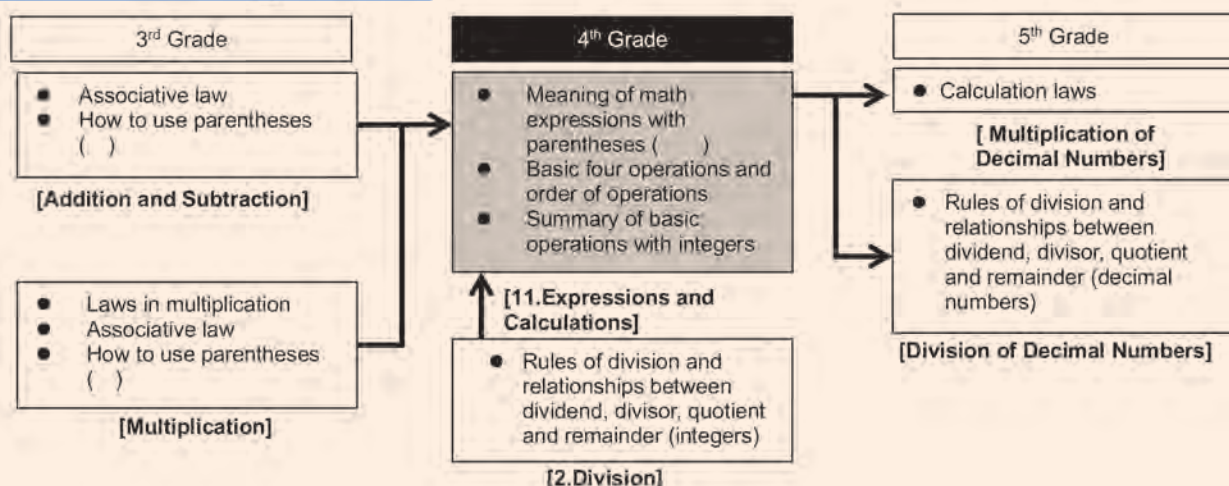 3rd Grade
● Associative law
● How to use parentheses
( )
[Addition and Subtraction]
● Laws in multiplication
● Associative law
● How to use parentheses
( )
[Multiplication]
4th Grade
● Meaning of math
expressions with
parentheses ( )
● Basic four operations and
order of operations
● Summary of basic
operations with integers
[11.Expressions and
Calculations]
● Rules of division and
relationships between
dividend, divisor, quotient
and remainder (integers)
[2.Division]
5th Grade
● Calculation laws
[ Multiplication of
Decimal Numbers]
● Rules of division and
relationships between
dividend, divisor, quotient
and remainder (decimal
numbers)
[Division of Decimal Numbers]